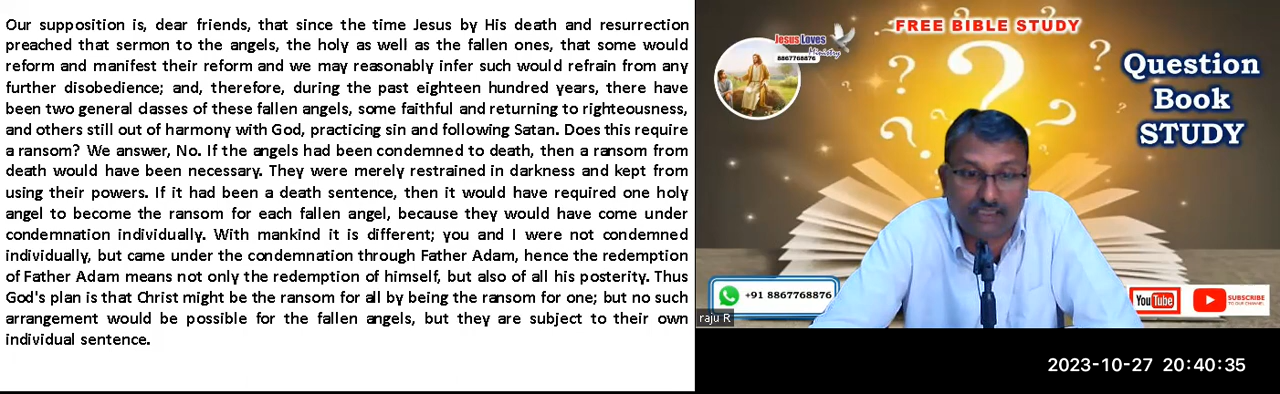 Our supposition is, dear friends, that since the time Jesus by His death and resurrection
preached that sermon to the angels, the holy as well as the fallen ones, that some would
reform and manifest their reform and we may reasonably infer such would refrain from any
further disobedience; and, therefore, during the past eighteen hundred years, there have
been two general classes of these fallen angels, some faithful and returning to righteousness,
and others still out of harmony with God, practicing sin and following Satan. Does this require
a ransom? We answer, No. If the angels had been condemned to death, then a ransom from
death would have been necessary. They were merely restrained in darkness and kept from
using their powers. If it had been a death sentence, then it would have required one holy
angel to become the ransom for each fallen angel, because they would have come under
condemnation individually. With mankind it is different; you and I were not condemned
individually, but came under the condemnation through Father Adam, hence the redemption
of Father Adam means not only the redemption of himself, but also of all his posterity. Thus
God's plan is that Christ might be the ransom for all by being the ransom for one; but no such
arrangement would be possible for the fallen angels, but they are subject to their own
individual sentence.
FREE BIBLE STUDY
Jesus Loves
Ministry
8867768876
Question
Book
STUDY
+91 8867768876
YouTube
SUBSCRIBE
TO OUR CHANNEL
raju R
2023-10-27 20:40:35